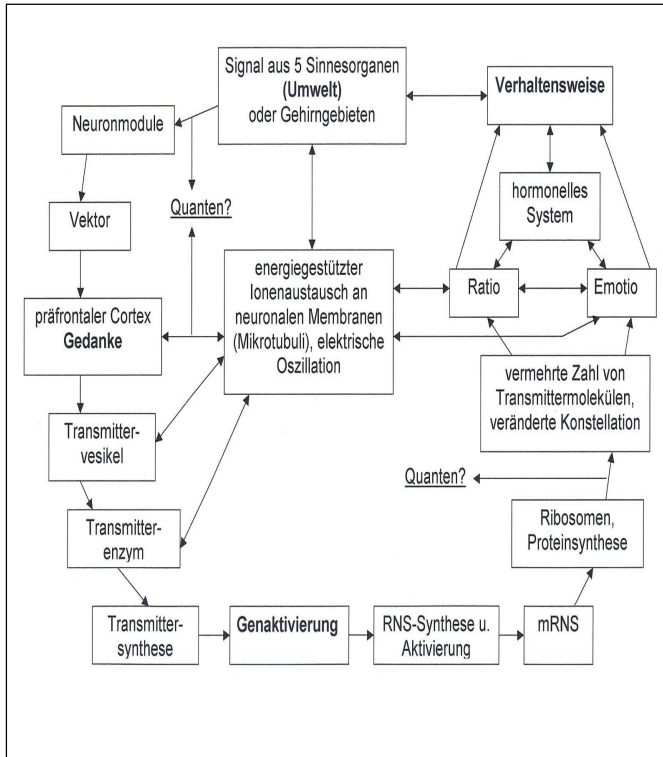 Signal aus 5 Sinnesorganen
(Umwelt)
oder Gehirngebieten
Verhaltensweise
Neuronmodule
hormonelles
System
Quanten?
Vektor
energiegestützter
Ionenaustausch an
neuronalen Membranen
(Mikrotubuli), elektrische
Oszillation
Ratio
Emotio
präfrontaler Cortex
Gedanke
vermehrte Zahl von
Transmittermolekülen,
veränderte Konstellation
Transmitter-
vesikel
Quanten?
Ribosomen,
Proteinsynthese
Transmitter-
enzym
Transmitter-
synthese
Genaktivierung
RNS-Synthese u.
Aktivierung
mRNS